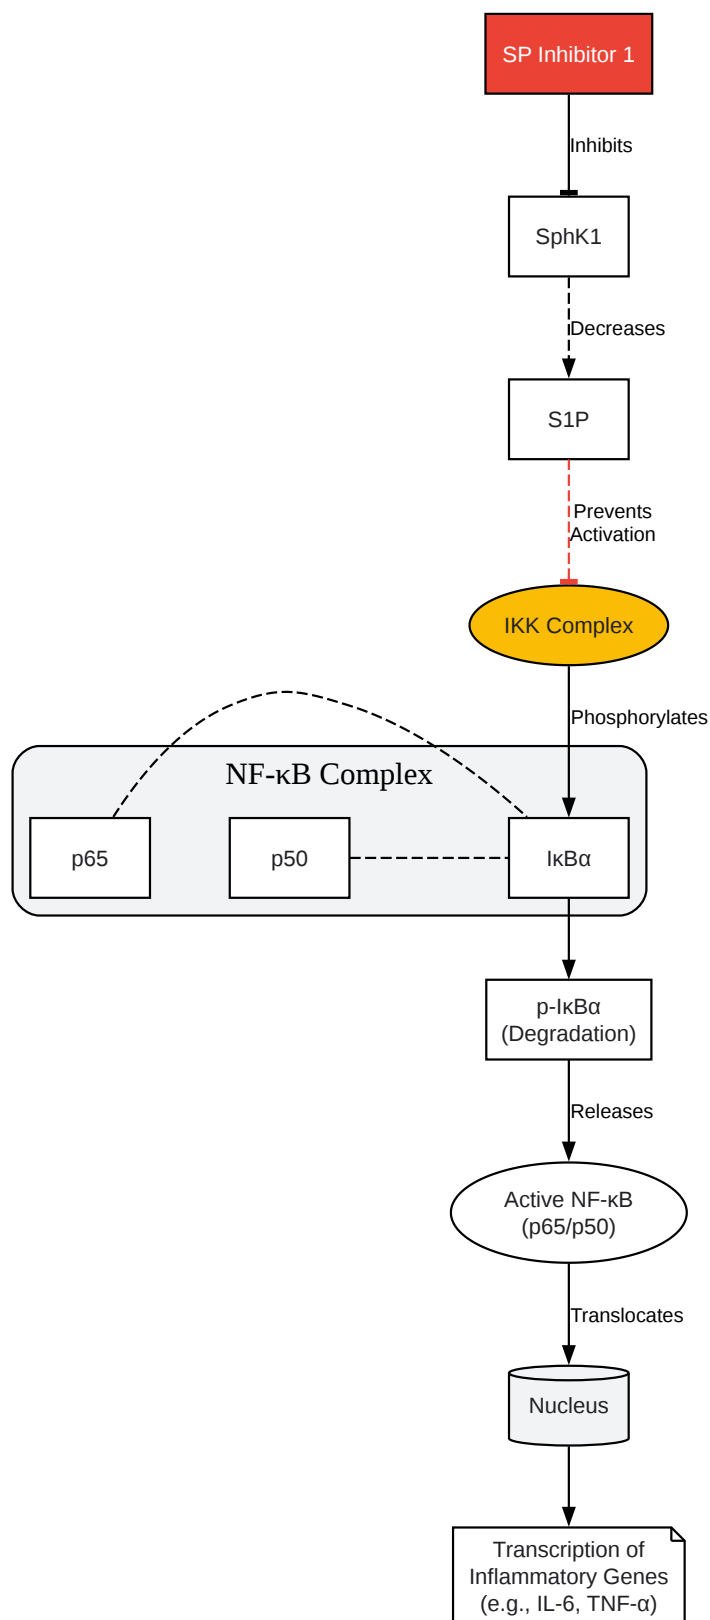 SP Inhibitor 1
Inhibits
SphK1
Decreases
S1P
Prevents
Activation
IKK Complex
Phosphorylates
NF-κB Complex
p65
p50
IκBα
p-IκBα
(Degradation)
Releases
Active NF-κB
(p65/p50)
Translocates
Nucleus
Transcription of
Inflammatory Genes
(e.g., IL-6, TNF-α)